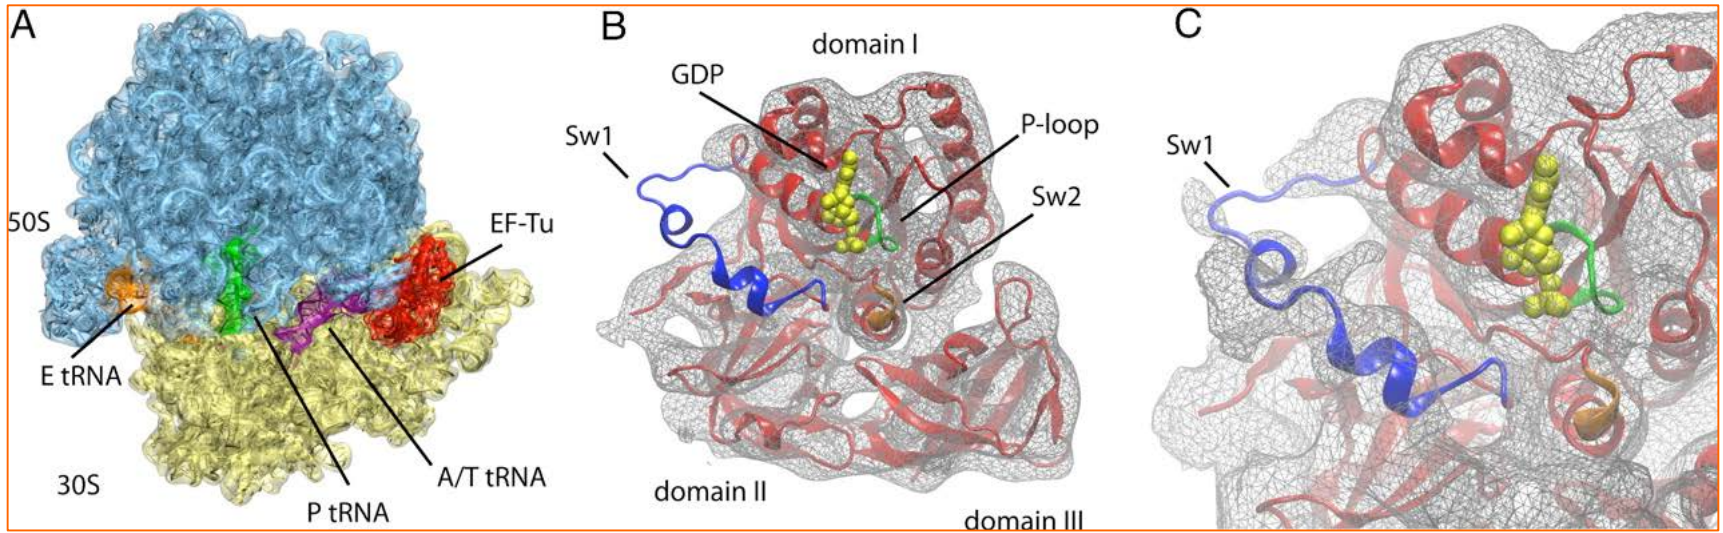 A
50S
EF-Tu
E tRNA
A/T tRNA
30S
P tRNA
B
domain I
GDP
Sw1
P-loop
Sw2
domain II
domain III
C
Sw1